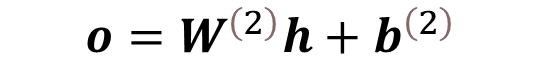 o = W⁽²⁾h + b⁽²⁾